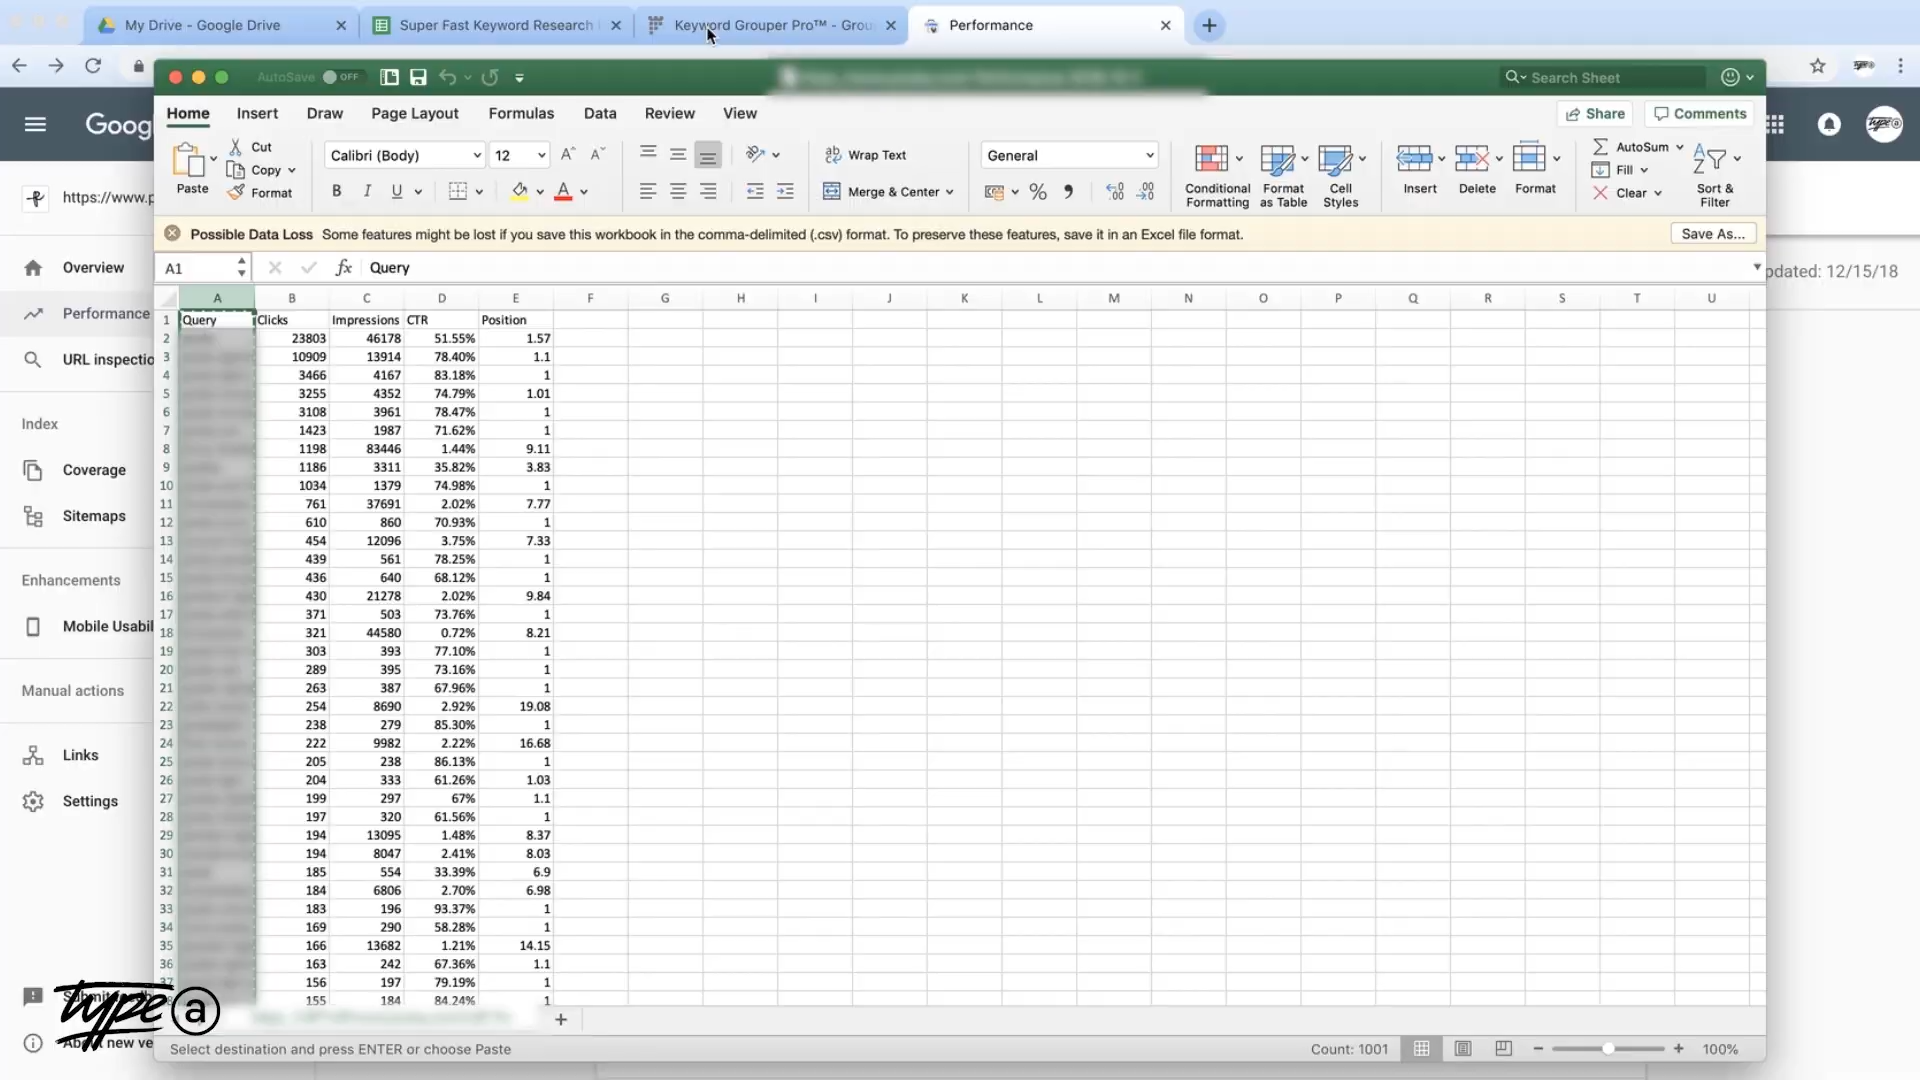 My Drive - Google Drive
Super Fast Keyword Research
Keyword Grouper Pro™ - Grou
Performance
AutoSave OFF
Search Sheet
Home Insert Draw Page Layout Formulas Data Review View
Share
Comments
Goog
Paste
Cut
Copy
Format
Calibri (Body) 12
B I U
Wrap Text
Merge & Center
General
Conditional Formatting
Format as Table
Cell Styles
Insert
Delete
Format
AutoSum
Fill
Clear
Sort & Filter
Possible Data Loss Some features might be lost if you save this workbook in the comma-delimited (.csv) format. To preserve these features, save it in an Excel file format.
Save As...
A1 fx Query
A B C D E F G H I J K L M N O P Q R S T U
1 Query Clicks Impressions CTR Position
2 23803 46178 51.55% 1.57
3 10909 13914 78.40% 1.1
4 3466 4167 83.18% 1
5 3255 4352 74.79% 1.01
6 3108 3961 78.47% 1
7 1423 1987 71.62% 1
8 1198 83446 1.44% 9.11
9 1186 3311 35.82% 3.83
10 1034 1379 74.98% 1
11 761 37691 2.02% 7.77
12 610 860 70.93% 1
13 454 12096 3.75% 7.33
14 439 561 78.25% 1
15 436 640 68.12% 1
16 430 21278 2.02% 9.84
17 371 503 73.76% 1
18 321 44580 0.72% 8.21
19 303 393 77.10% 1
20 289 395 73.16% 1
21 263 387 67.96% 1
22 254 8690 2.92% 19.08
23 238 279 85.30% 1
24 222 9982 2.22% 16.68
25 205 238 86.13% 1
26 204 333 61.26% 1.03
27 199 297 67% 1.1
28 197 320 61.56% 1
29 194 13095 1.48% 8.37
30 194 8047 2.41% 8.03
31 185 554 33.39% 6.9
32 184 6806 2.70% 6.98
33 183 196 93.37% 1
34 169 290 58.28% 1
35 166 13682 1.21% 14.15
36 163 242 67.36% 1.1
37 156 197 79.19% 1
155 184 84.24% 1
https://www.p
Overview
Performance
URL inspectio
Index
Coverage
Sitemaps
Enhancements
Mobile Usabil
Manual actions
Links
Settings
pdated: 12/15/18
type a
About new ve
Select destination and press ENTER or choose Paste
Count: 1001
100%